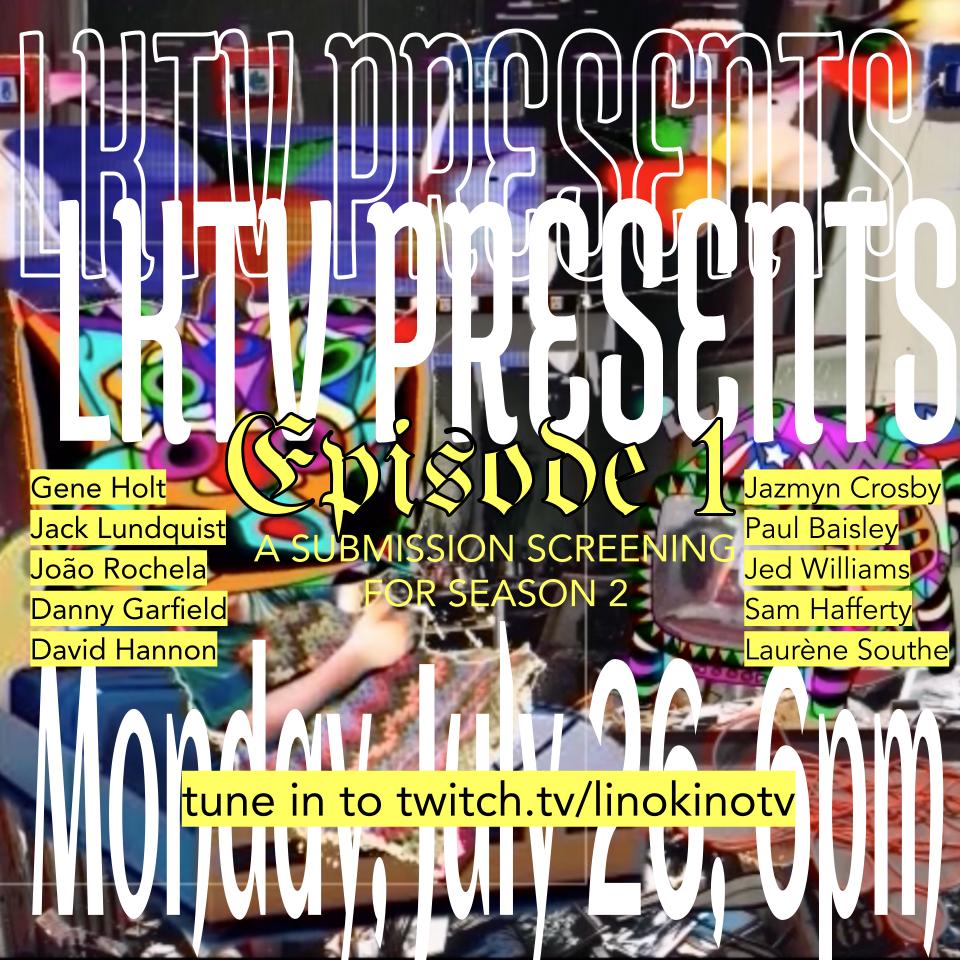 LKTV PRESENTS
LKTV PRESENTS
Episode 1
A SUBMISSION SCREENING
FOR SEASON 2
Gene Holt
Jack Lundquist
João Rochela
Danny Garfield
David Hannon
Jazmyn Crosby
Paul Baisley
Jed Williams
Sam Hafferty
Laurène Southe
Monday, July 26, 6pm
tune in to twitch.tv/linokinotv
69